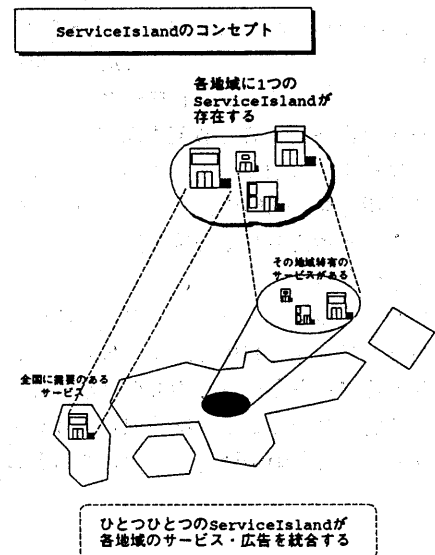 ServiceIslandのコンセプト
各地域に1つの
ServiceIslandが
存在する
その地域特有の
サービスがある
全国に需要のある
サービス
ひとつひとつのServiceIslandが
各地域のサービス・広告を統合する